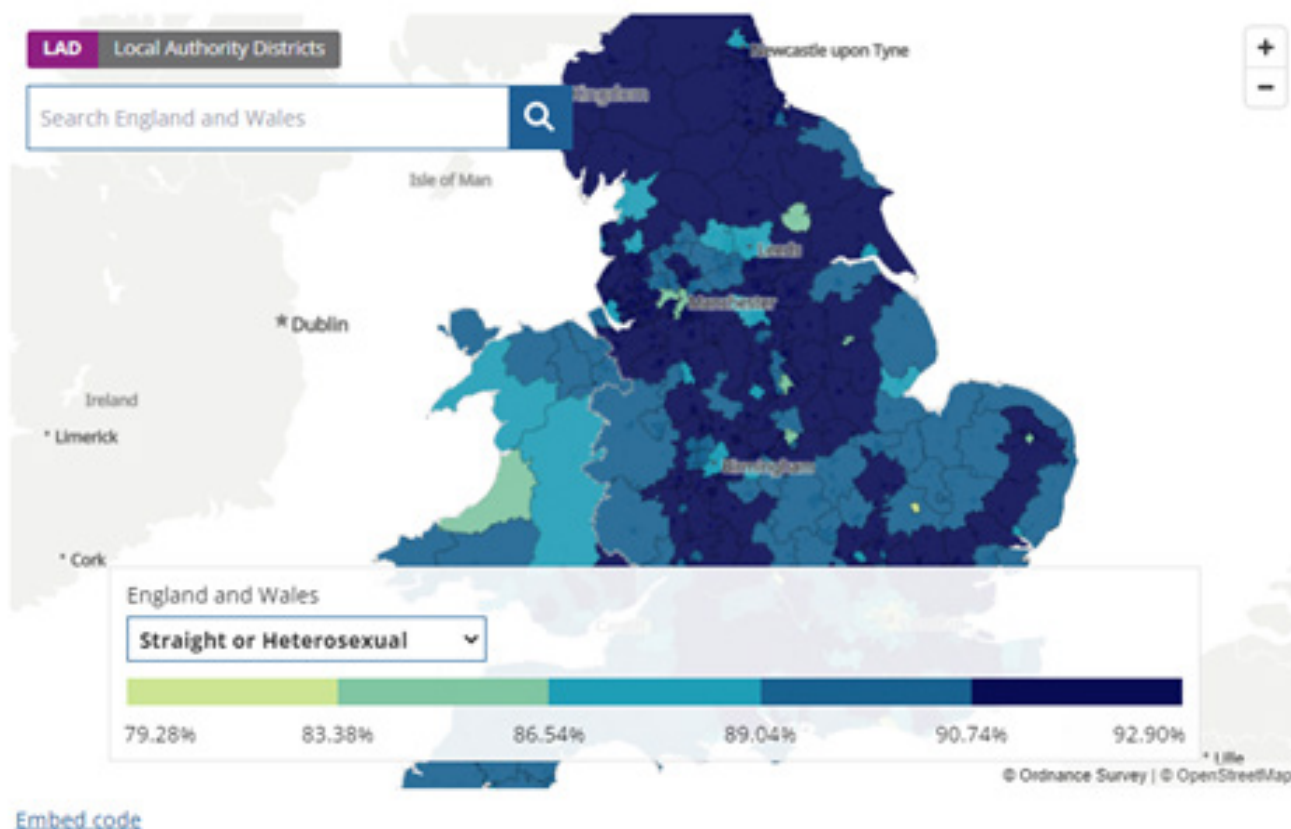 LAD Local Authority Districts
Newcastle upon Tyne
Search England and Wales
Kingdom
Isle of Man
Leeds
Manchester
Dublin
Ireland
Limerick
Birmingham
Cork
England and Wales
Straight or Heterosexual
79.28% 83.38% 86.54% 89.04% 90.74% 92.90%
Lille
© Ordnance Survey | © OpenStreetMap
Embed code